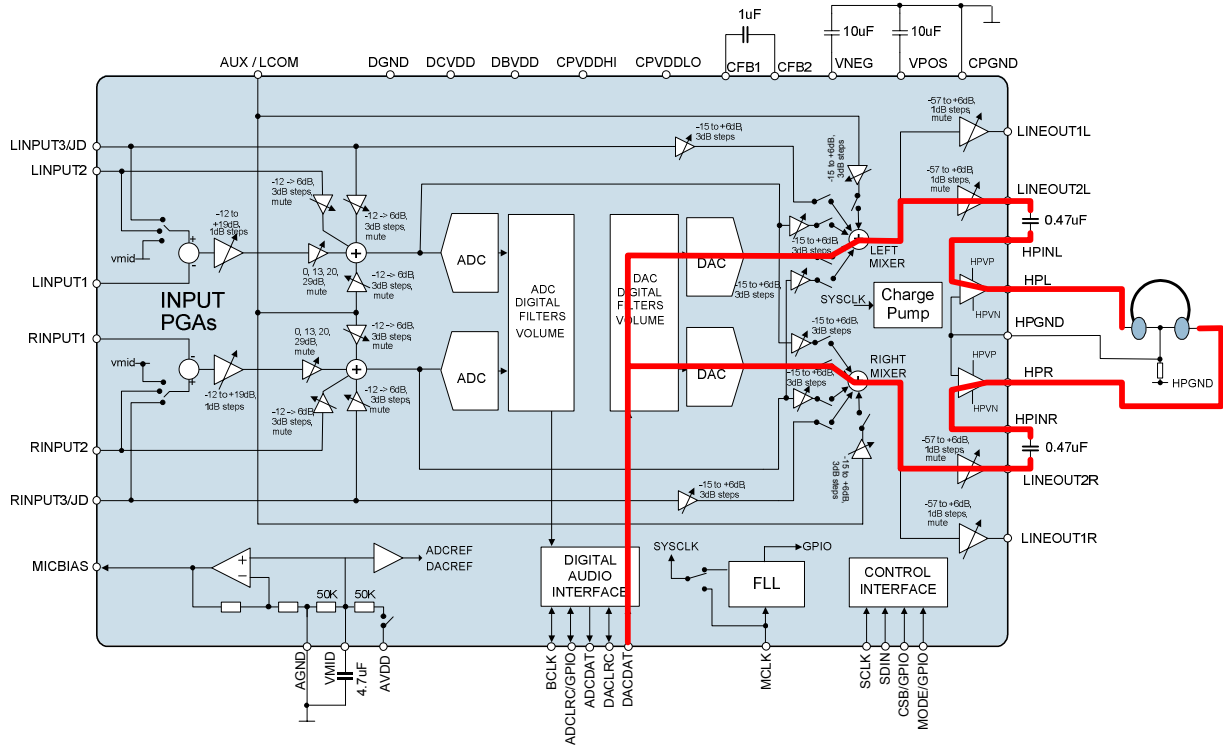 1uF
10uF
10uF
AUX / LCOM
DGND
DCVDD
DBVDD
CPVDDHI
CPVDDLO
CFB1
CFB2
VNEG
VPOS
CPGND
LINPUT3/JD
LINPUT2
LINPUT1
RINPUT1
RINPUT2
RINPUT3/JD
MICBIAS
vmid
-12 to
+19dB,
1dB steps
-12 -> 6dB,
3dB steps,
mute
-12 -> 6dB,
3dB steps,
mute
0, 13, 20,
29dB,
mute
-12 -> 6dB,
3dB steps,
mute
INPUT
PGAs
vmid
-12 to +19dB,
1dB steps
0, 13, 20,
29dB,
mute
-12 -> 6dB,
3dB steps,
mute
-12 -> 6dB,
3dB steps,
mute
-12 -> 6dB,
3dB steps,
mute
ADC
ADC
ADC
DIGITAL
FILTERS
VOLUME
DAC
DIGITAL
FILTERS
VOLUME
DAC
DAC
-15 to +6dB,
3dB steps
-15 to +6dB,
3dB steps
-15 to +6dB,
3dB steps
-15 to +6dB,
3dB steps
LEFT
MIXER
SYSCLK
Charge
Pump
-15 to +6dB,
3dB steps
-15 to +6dB,
3dB steps
RIGHT
MIXER
-15 to +6dB,
3dB steps
-15 to +6dB,
3dB steps
-57 to +6dB,
1dB steps
mute
LINEOUT1L
-57 to +6dB,
1dB steps
mute
LINEOUT2L
0.47uF
HPINL
HPVP
HPL
HPVN
HPGND
HPVP
HPR
HPVN
HPGND
HPINR
0.47uF
-57 to +6dB,
1dB steps
mute
LINEOUT2R
-57 to +6dB,
1dB steps,
mute
LINEOUT1R
ADCREF
DACREF
50K
50K
DIGITAL
AUDIO
INTERFACE
SYSCLK
GPIO
FLL
CONTROL
INTERFACE
AGND
VMID
4.7uF
AVDD
BCLK
ADCLRC/GPIO
ADCDAT
DACLRC
DACDAT
MCLK
SCLK
SDIN
CSB/GPIO
MODE/GPIO